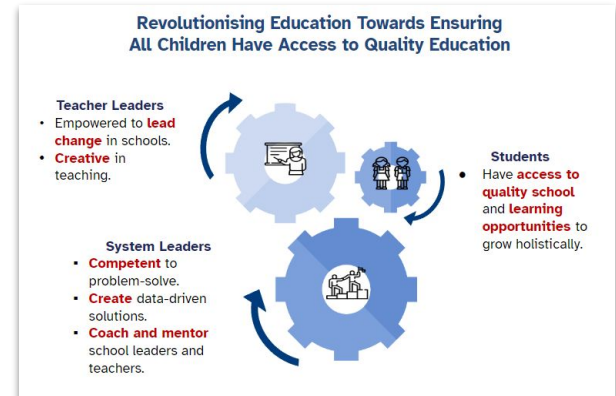 Revolutionising Education Towards Ensuring
All Children Have Access to Quality Education
Teacher Leaders
• Empowered to lead
change in schools.
• Creative in
teaching.
Students
• Have access to
quality school
and learning
opportunities to
grow holistically.
System Leaders
▪ Competent to
problem-solve.
▪ Create data-driven
solutions.
▪ Coach and mentor
school leaders and
teachers.